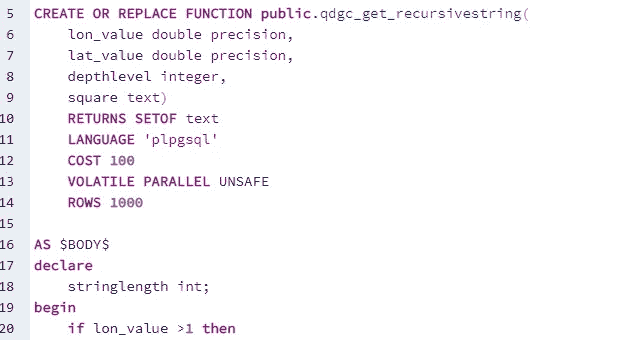 5 CREATE OR REPLACE FUNCTION public.qdgc_get_recursivestring(
6 lon_value double precision,
7 lat_value double precision,
8 depthlevel integer,
9 square text)
10 RETURNS SETOF text
11 LANGUAGE 'plpgsql'
12 COST 100
13 VOLATILE PARALLEL UNSAFE
14 ROWS 1000
15
16 AS $BODY$
17 declare
18 stringlength int;
19 begin
20 if lon_value >1 then